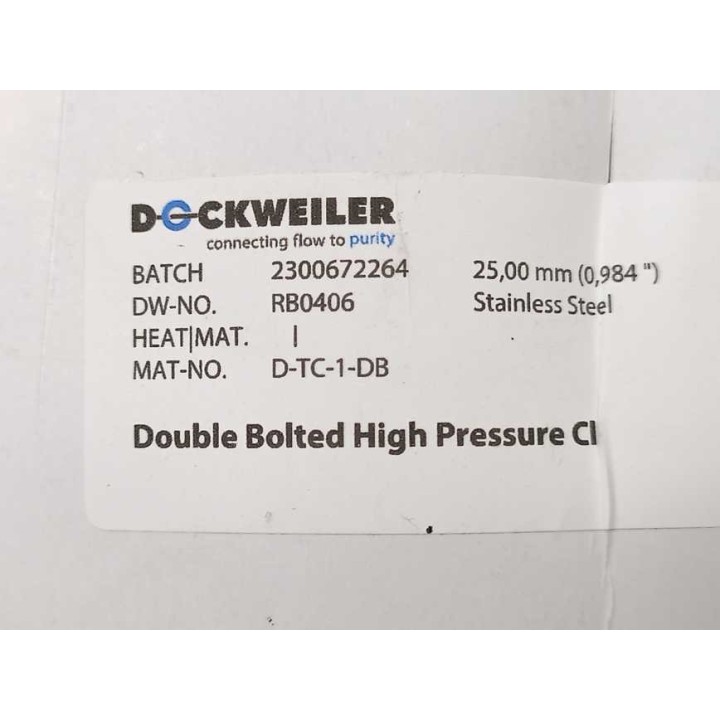 DOCKWEILER
connecting flow to purity
BATCH 2300672264 25,00 mm (0,984 ")
DW-NO. RB0406 Stainless Steel
HEAT|MAT. |
MAT-NO. D-TC-1-DB
Double Bolted High Pressure Cl